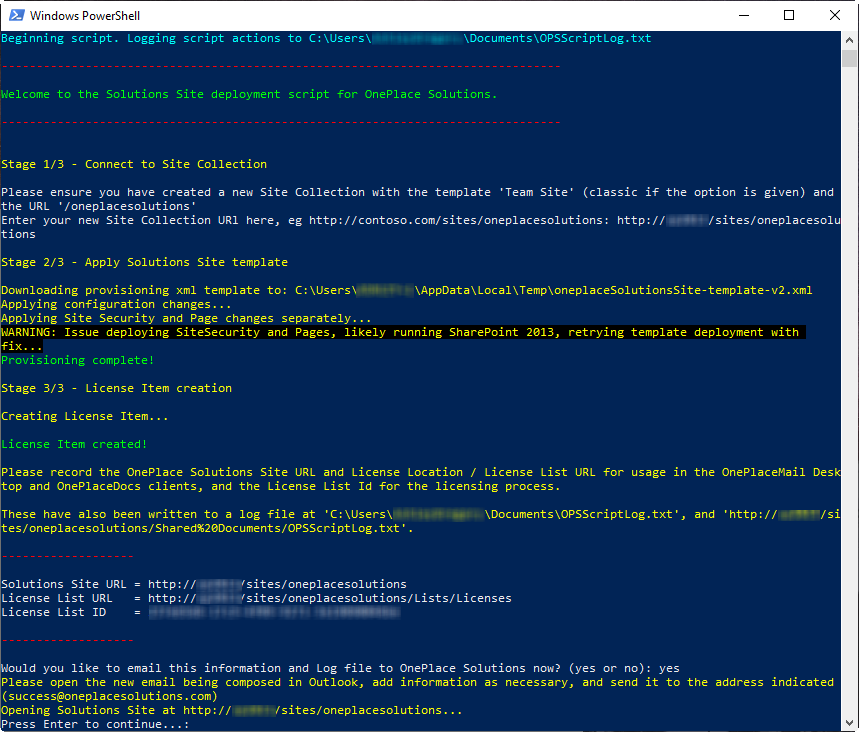 Windows PowerShell
Beginning script. Logging script actions to C:\Users\ \Documents\OPSScriptLog.txt
--------------------------------------------------------------------------------
Welcome to the Solutions Site deployment script for OnePlace Solutions.
--------------------------------------------------------------------------------
Stage 1/3 - Connect to Site Collection
Please ensure you have created a new Site Collection with the template 'Team Site' (classic if the option is given) and
the URL '/oneplacesolutions'
Enter your new Site Collection URl here, eg http://contoso.com/sites/oneplacesolutions: http:// /sites/oneplacesolu
tions
Stage 2/3 - Apply Solutions Site template
Downloading provisioning xml template to: C:\Users\ \AppData\Local\Temp\oneplaceSolutionsSite-template-v2.xml
Applying configuration changes...
Applying Site Security and Page changes separately...
WARNING: Issue deploying SiteSecurity and Pages, likely running SharePoint 2013, retrying template deployment with
fix...
Provisioning complete!
Stage 3/3 - License Item creation
Creating License Item...
License Item created!
Please record the OnePlace Solutions Site URL and License Location / License List URL for usage in the OnePlaceMail Desk
top and OnePlaceDocs clients, and the License List Id for the licensing process.
These have also been written to a log file at 'C:\Users\ \Documents\OPSScriptLog.txt', and 'http:// /si
tes/oneplacesolutions/Shared%20Documents/OPSScriptLog.txt'.
-------------------
Solutions Site URL = http:// /sites/oneplacesolutions
License List URL = http:// /sites/oneplacesolutions/Lists/Licenses
License List ID =
-------------------
Would you like to email this information and Log file to OnePlace Solutions now? (yes or no): yes
Please open the new email being composed in Outlook, add information as necessary, and send it to the address indicated
(success@oneplacesolutions.com)
Opening Solutions Site at http:// /sites/oneplacesolutions...
Press Enter to continue...: